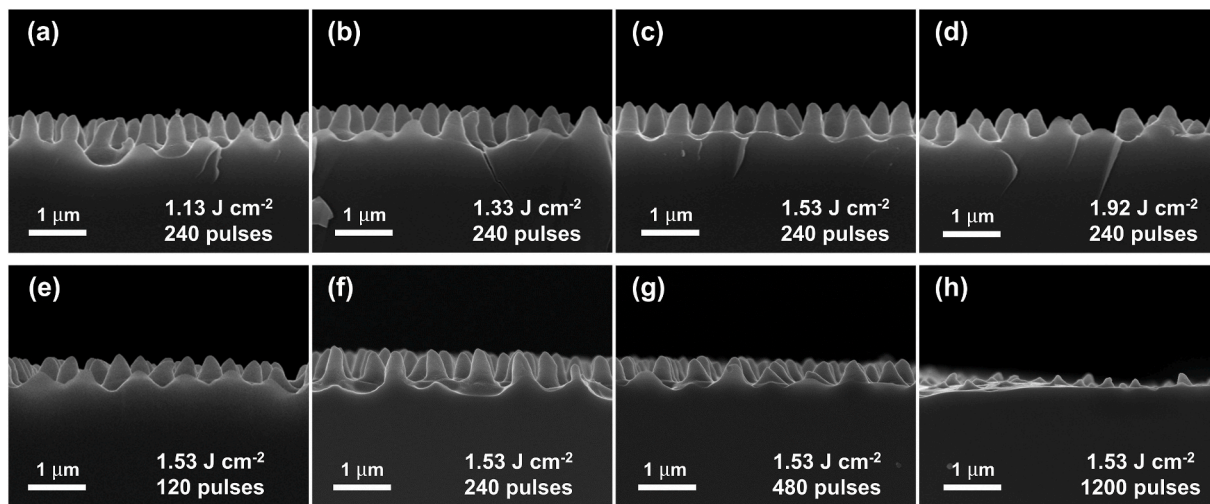 (a)
1 μm
1.13 J cm⁻²
240 pulses
(b)
1 μm
1.33 J cm⁻²
240 pulses
(c)
1 μm
1.53 J cm⁻²
240 pulses
(d)
1 μm
1.92 J cm⁻²
240 pulses
(e)
1 μm
1.53 J cm⁻²
120 pulses
(f)
1 μm
1.53 J cm⁻²
240 pulses
(g)
1 μm
1.53 J cm⁻²
480 pulses
(h)
1 μm
1.53 J cm⁻²
1200 pulses